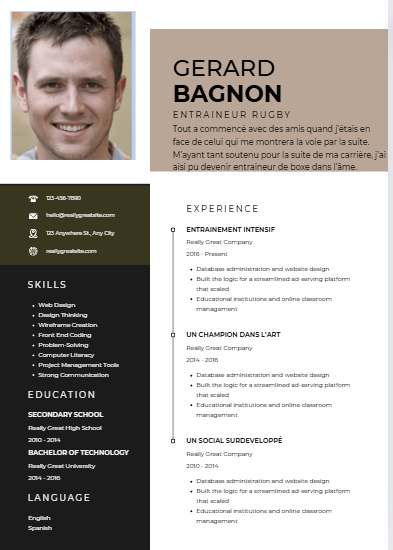 GERARD
BAGNON
ENTRAINEUR RUGBY
Tout a commencé avec des amis quand j'étais en
face de celui qui me montrera la voie par la suite.
M'ayant tant soutenu pour la suite de ma carrière, j'ai
aisi pu devenir entraineur de boxe dans l'âme.
123-456-7890
hello@reallygreatsite.com
123 Anywhere St., Any City
reallygreatsite.com
SKILLS
Web Design
Design Thinking
Wireframe Creation
Front End Coding
Problem-Solving
Computer Literacy
Project Management Tools
Strong Communication
EDUCATION
SECONDARY SCHOOL
Really Great High School
2010 - 2014
BACHELOR OF TECHNOLOGY
Really Great University
2014 - 2016
LANGUAGE
English
Spanish
EXPERIENCE
ENTRAINEMENT INTENSIF
Really Great Company
2016 - Present
Database administration and website design
Built the logic for a streamlined ad-serving platform
that scaled
Educational institutions and online classroom
management
UN CHAMPION DANS L'ART
Really Great Company
2014 - 2016
Database administration and website design
Built the logic for a streamlined ad-serving platform
that scaled
Educational institutions and online classroom
management
UN SOCIAL SURDEVELOPPÉ
Really Great Company
2010 - 2014
Database administration and website design
Built the logic for a streamlined ad-serving platform
that scaled
Educational institutions and online classroom
management